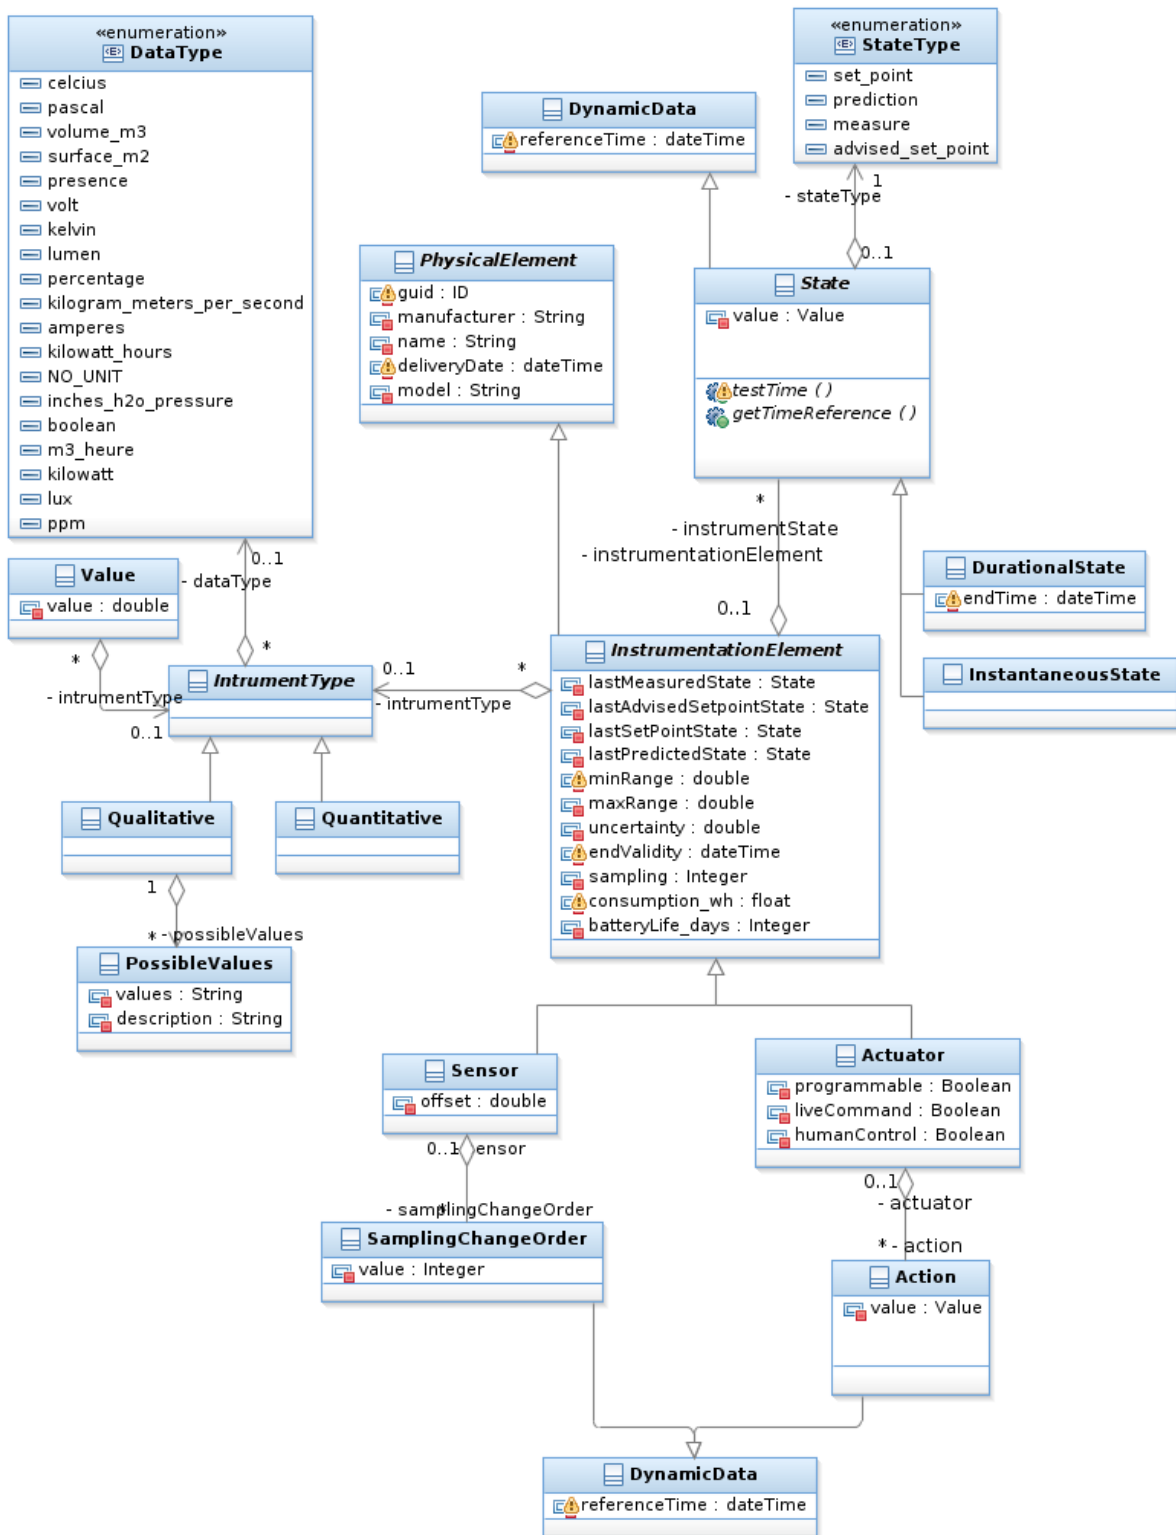 «enumeration»
DataType
celcius
pascal
volume_m3
surface_m2
presence
volt
kelvin
lumen
percentage
kilogram_meters_per_second
amperes
kilowatt_hours
NO_UNIT
inches_h2o_pressure
boolean
m3_heure
kilowatt
lux
ppm
«enumeration»
StateType
set_point
prediction
measure
advised_set_point
DynamicData
referenceTime : dateTime
1
- stateType
0..1
PhysicalElement
guid : ID
manufacturer : String
name : String
deliveryDate : dateTime
model : String
State
value : Value
testTime ( )
getTimeReference ( )
*
- instrumentState
- instrumentationElement
0..1
DurationalState
endTime : dateTime
InstantaneousState
0..1
- dataType
*
Value
value : double
*
- intrumentType
0..1
IntrumentType
0..1
*
- intrumentType
InstrumentationElement
lastMeasuredState : State
lastAdvisedSetpointState : State
lastSetPointState : State
lastPredictedState : State
minRange : double
maxRange : double
uncertainty : double
endValidity : dateTime
sampling : Integer
consumption_wh : float
batteryLife_days : Integer
Qualitative
Quantitative
1
* - possibleValues
PossibleValues
values : String
description : String
Sensor
offset : double
0..1
ensor
Actuator
programmable : Boolean
liveCommand : Boolean
humanControl : Boolean
0..1
- actuator
- samplingChangeOrder
*
SamplingChangeOrder
value : Integer
* - action
Action
value : Value
DynamicData
referenceTime : dateTime